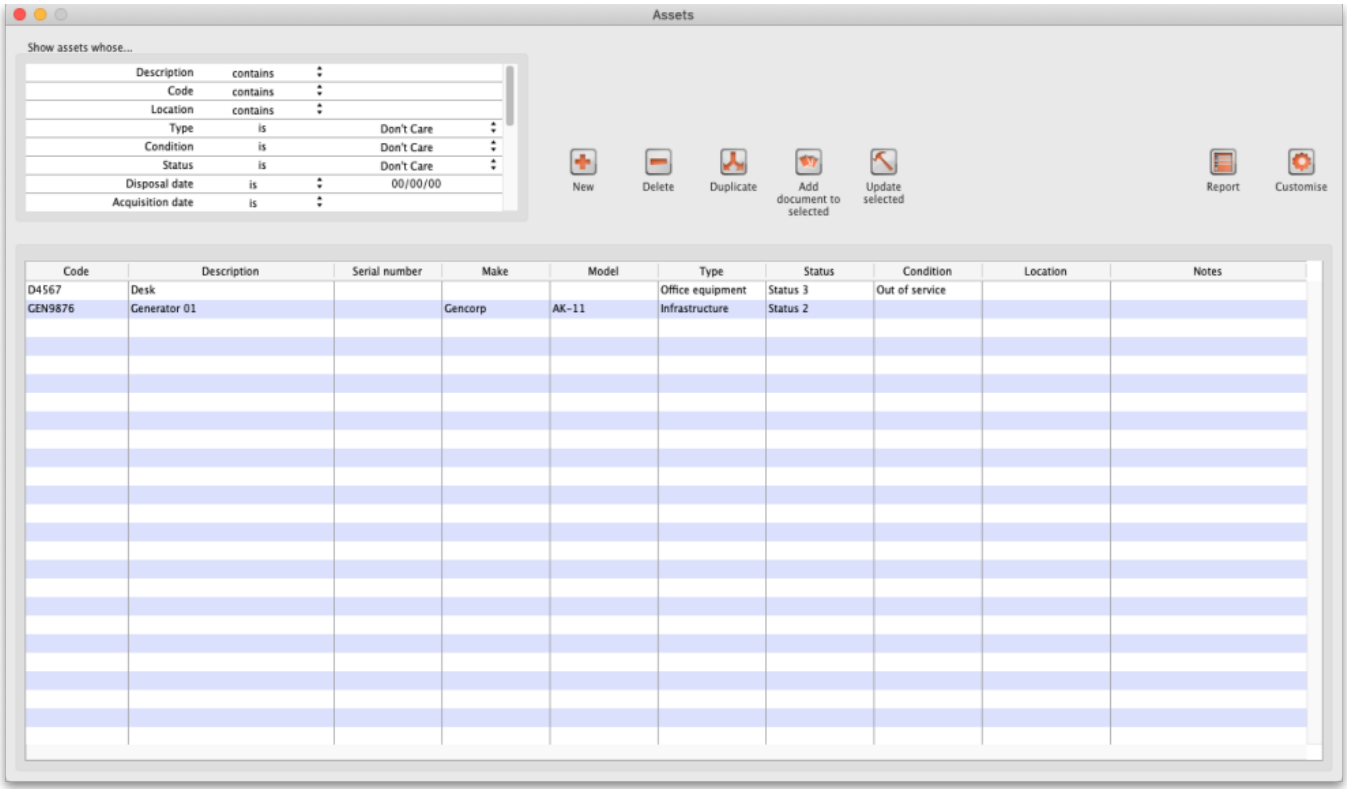 Assets
Show assets whose...
Description contains
Code contains
Location contains
Type is Don't Care
Condition is Don't Care
Status is Don't Care
Disposal date is 00/00/00
Acquisition date is
New
Delete
Duplicate
Add
document to
selected
Update
selected
Report
Customise
Code Description Serial number Make Model Type Status Condition Location Notes
D4567 Desk Office equipment Status 3 Out of service
GEN9876 Generator 01 Gencorp AK-11 Infrastructure Status 2